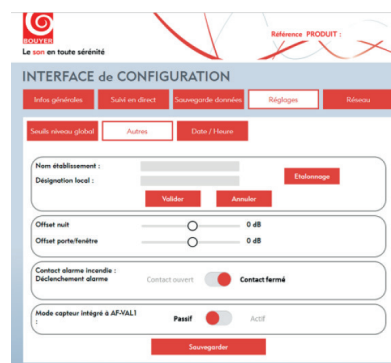 BOUYER
Le son en toute sérénité
Référence PRODUIT :
INTERFACE de CONFIGURATION
Infos générales
Suivi en direct
Sauvegarde données
Réglages
Réseau
Seuils niveau global
Autres
Date / Heure
Nom établissement :
Désignation local :
Etalonnage
Valider
Annuler
Offset nuit
0 dB
Offset porte/fenêtre
0 dB
Contact alarme incendie :
Déclenchement alarme
Contact ouvert
Contact fermé
Mode capteur intégré à AF-VAL1
:
Passif
Actif
Sauvegarder